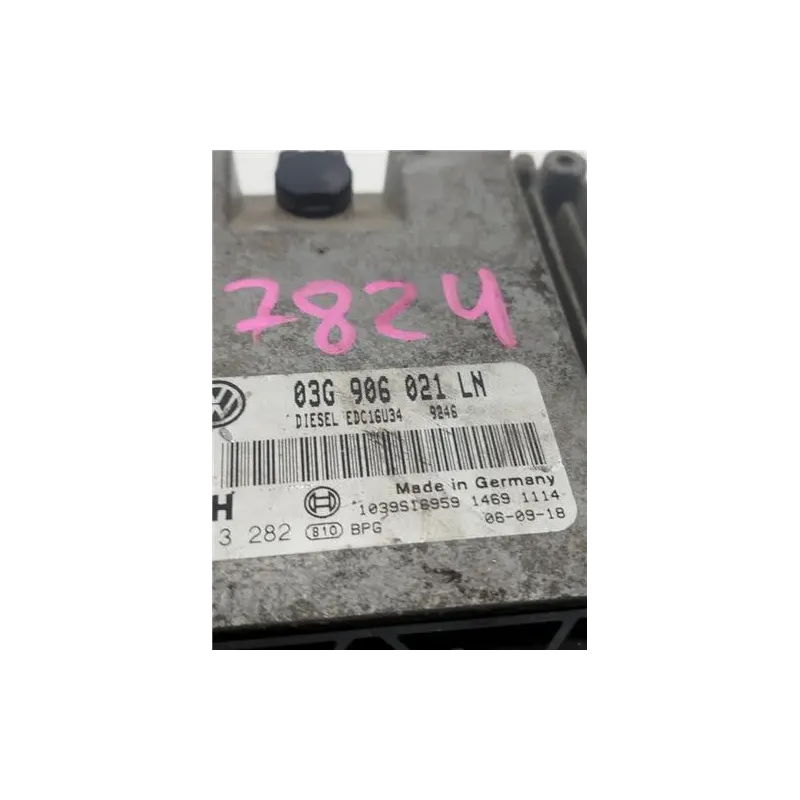 7824
03G 906 021 LN
DIESEL EDC16U34 9246
Made in Germany
H 1039S18959 1469 1114
3 282 810 BPG 06-09-18